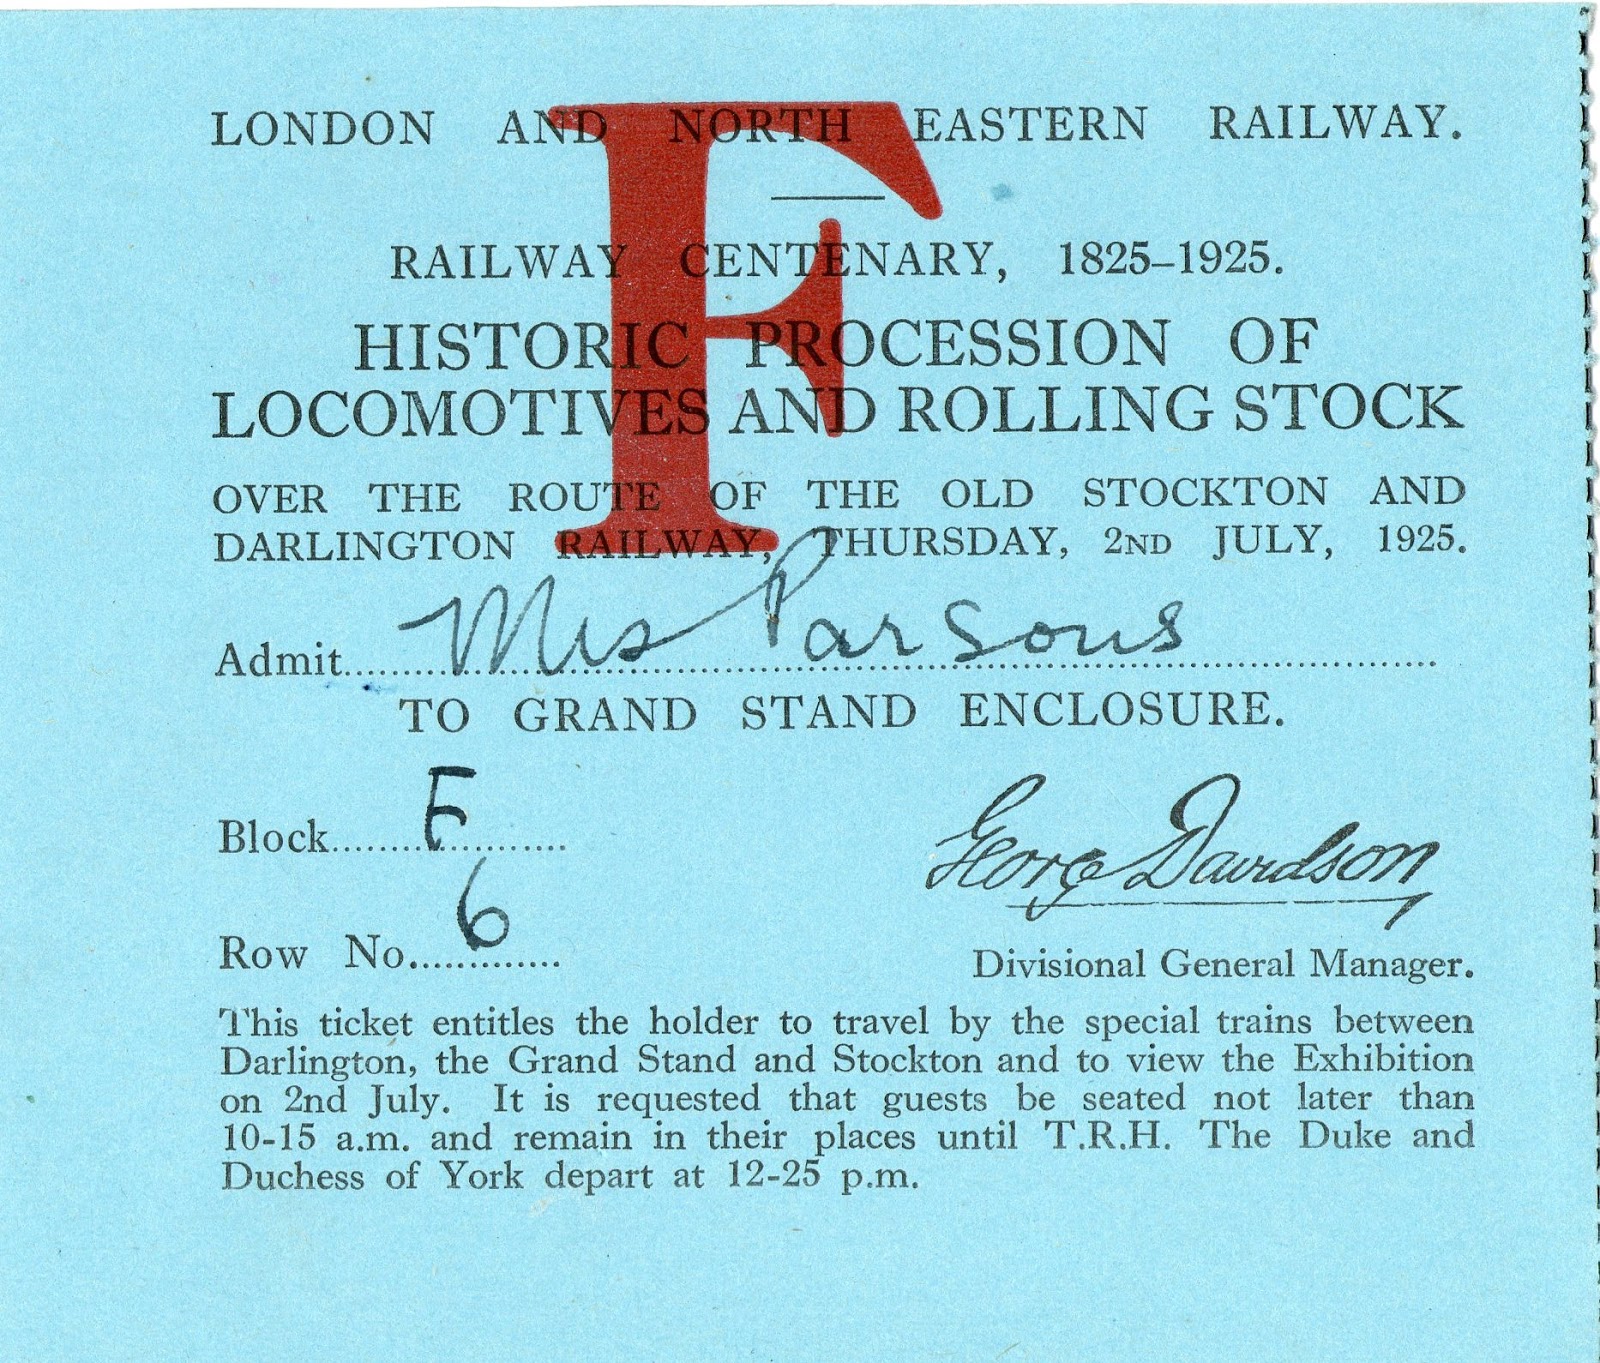 F
LONDON AND NORTH EASTERN RAILWAY.
RAILWAY CENTENARY, 1825–1925.
HISTORIC PROCESSION OF
LOCOMOTIVES AND ROLLING STOCK
OVER THE ROUTE OF THE OLD STOCKTON AND
DARLINGTON RAILWAY, THURSDAY, 2ND JULY, 1925.
Admit Mrs Parsons
TO GRAND STAND ENCLOSURE.
Block F
George Davidson
Row No. 6
Divisional General Manager.
This ticket entitles the holder to travel by the special trains between
Darlington, the Grand Stand and Stockton and to view the Exhibition
on 2nd July. It is requested that guests be seated not later than
10-15 a.m. and remain in their places until T.R.H. The Duke and
Duchess of York depart at 12-25 p.m.